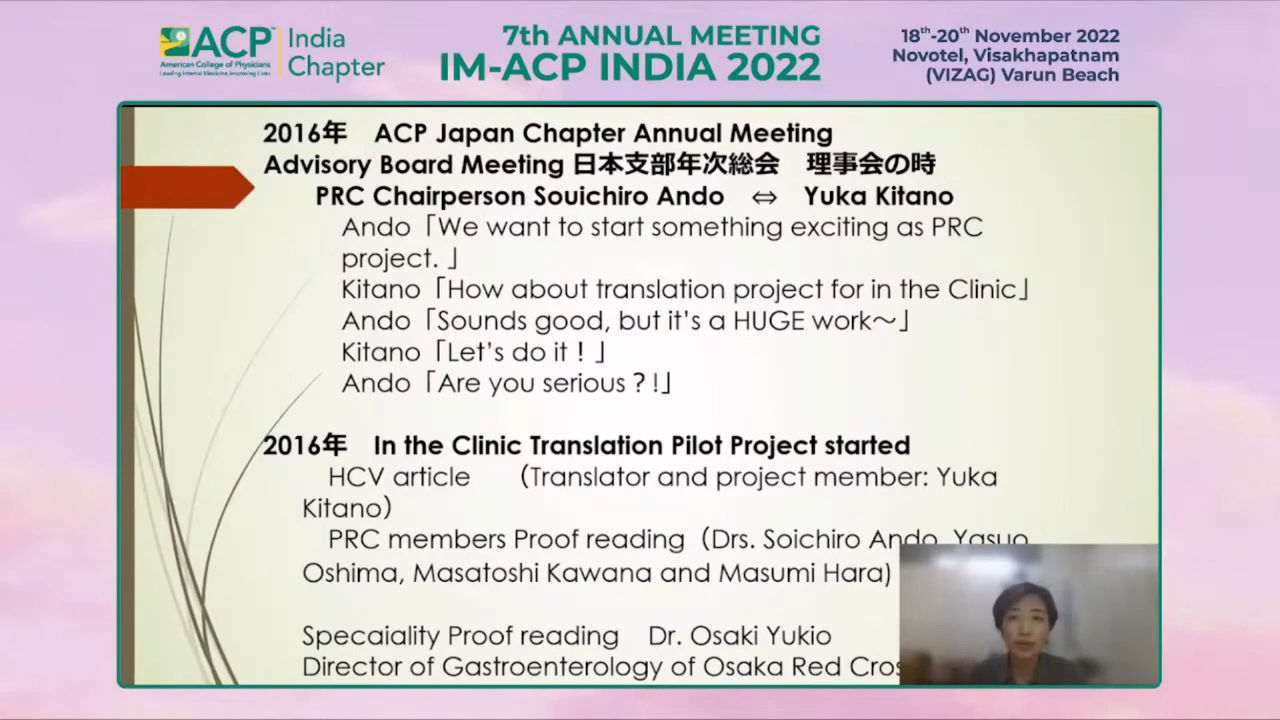 ACP
American College of Physicians
Leading Internal Medicine, Improving Lives
India
Chapter
7th ANNUAL MEETING
IM-ACP INDIA 2022
18th-20th November 2022
Novotel, Visakhapatnam
(VIZAG) Varun Beach
2016年 ACP Japan Chapter Annual Meeting
Advisory Board Meeting 日本支部年次総会 理事会の時
PRC Chairperson Souichiro Ando ⇔ Yuka Kitano
Ando「We want to start something exciting as PRC
project. 」
Kitano「How about translation project for in the Clinic」
Ando「Sounds good, but it's a HUGE work～」
Kitano「Let's do it！」
Ando「Are you serious？!」
2016年 In the Clinic Translation Pilot Project started
HCV article （Translator and project member: Yuka
Kitano）
PRC members Proof reading（Drs. Soichiro Ando, Yasuo
Oshima, Masatoshi Kawana and Masumi Hara)
Specaiality Proof reading Dr. Osaki Yukio
Director of Gastroenterology of Osaka Red